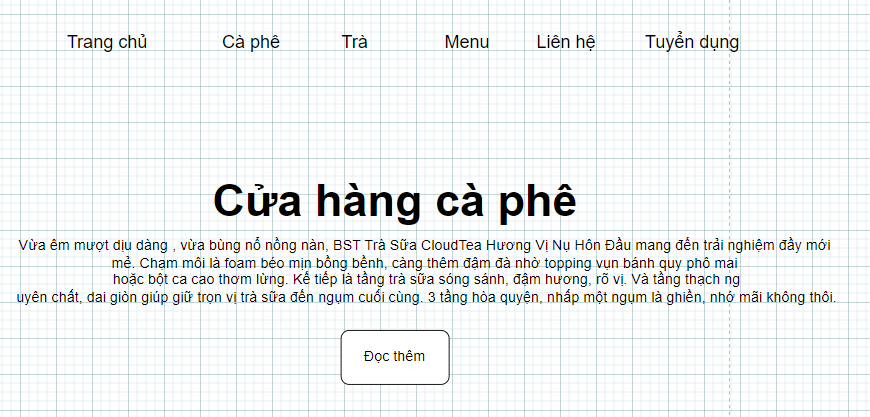 Trang chủ Cà phê Trà Menu Liên hệ Tuyển dụng
Cửa hàng cà phê
Vừa êm mượt dịu dàng , vừa bùng nổ nồng nàn, BST Trà Sữa CloudTea Hương Vị Nụ Hôn Đầu mang đến trải nghiệm đầy mới
mẻ. Chạm môi là foam béo mịn bồng bềnh, càng thêm đậm đà nhờ topping vụn bánh quy phô mai
hoặc bột ca cao thơm lừng. Kế tiếp là tầng trà sữa sóng sánh, đậm hương, rõ vị. Và tầng thạch ng
uyên chất, dai giòn giúp giữ trọn vị trà sữa đến ngụm cuối cùng. 3 tầng hòa quyện, nhấp một ngụm là ghiền, nhớ mãi không thôi.
Đọc thêm